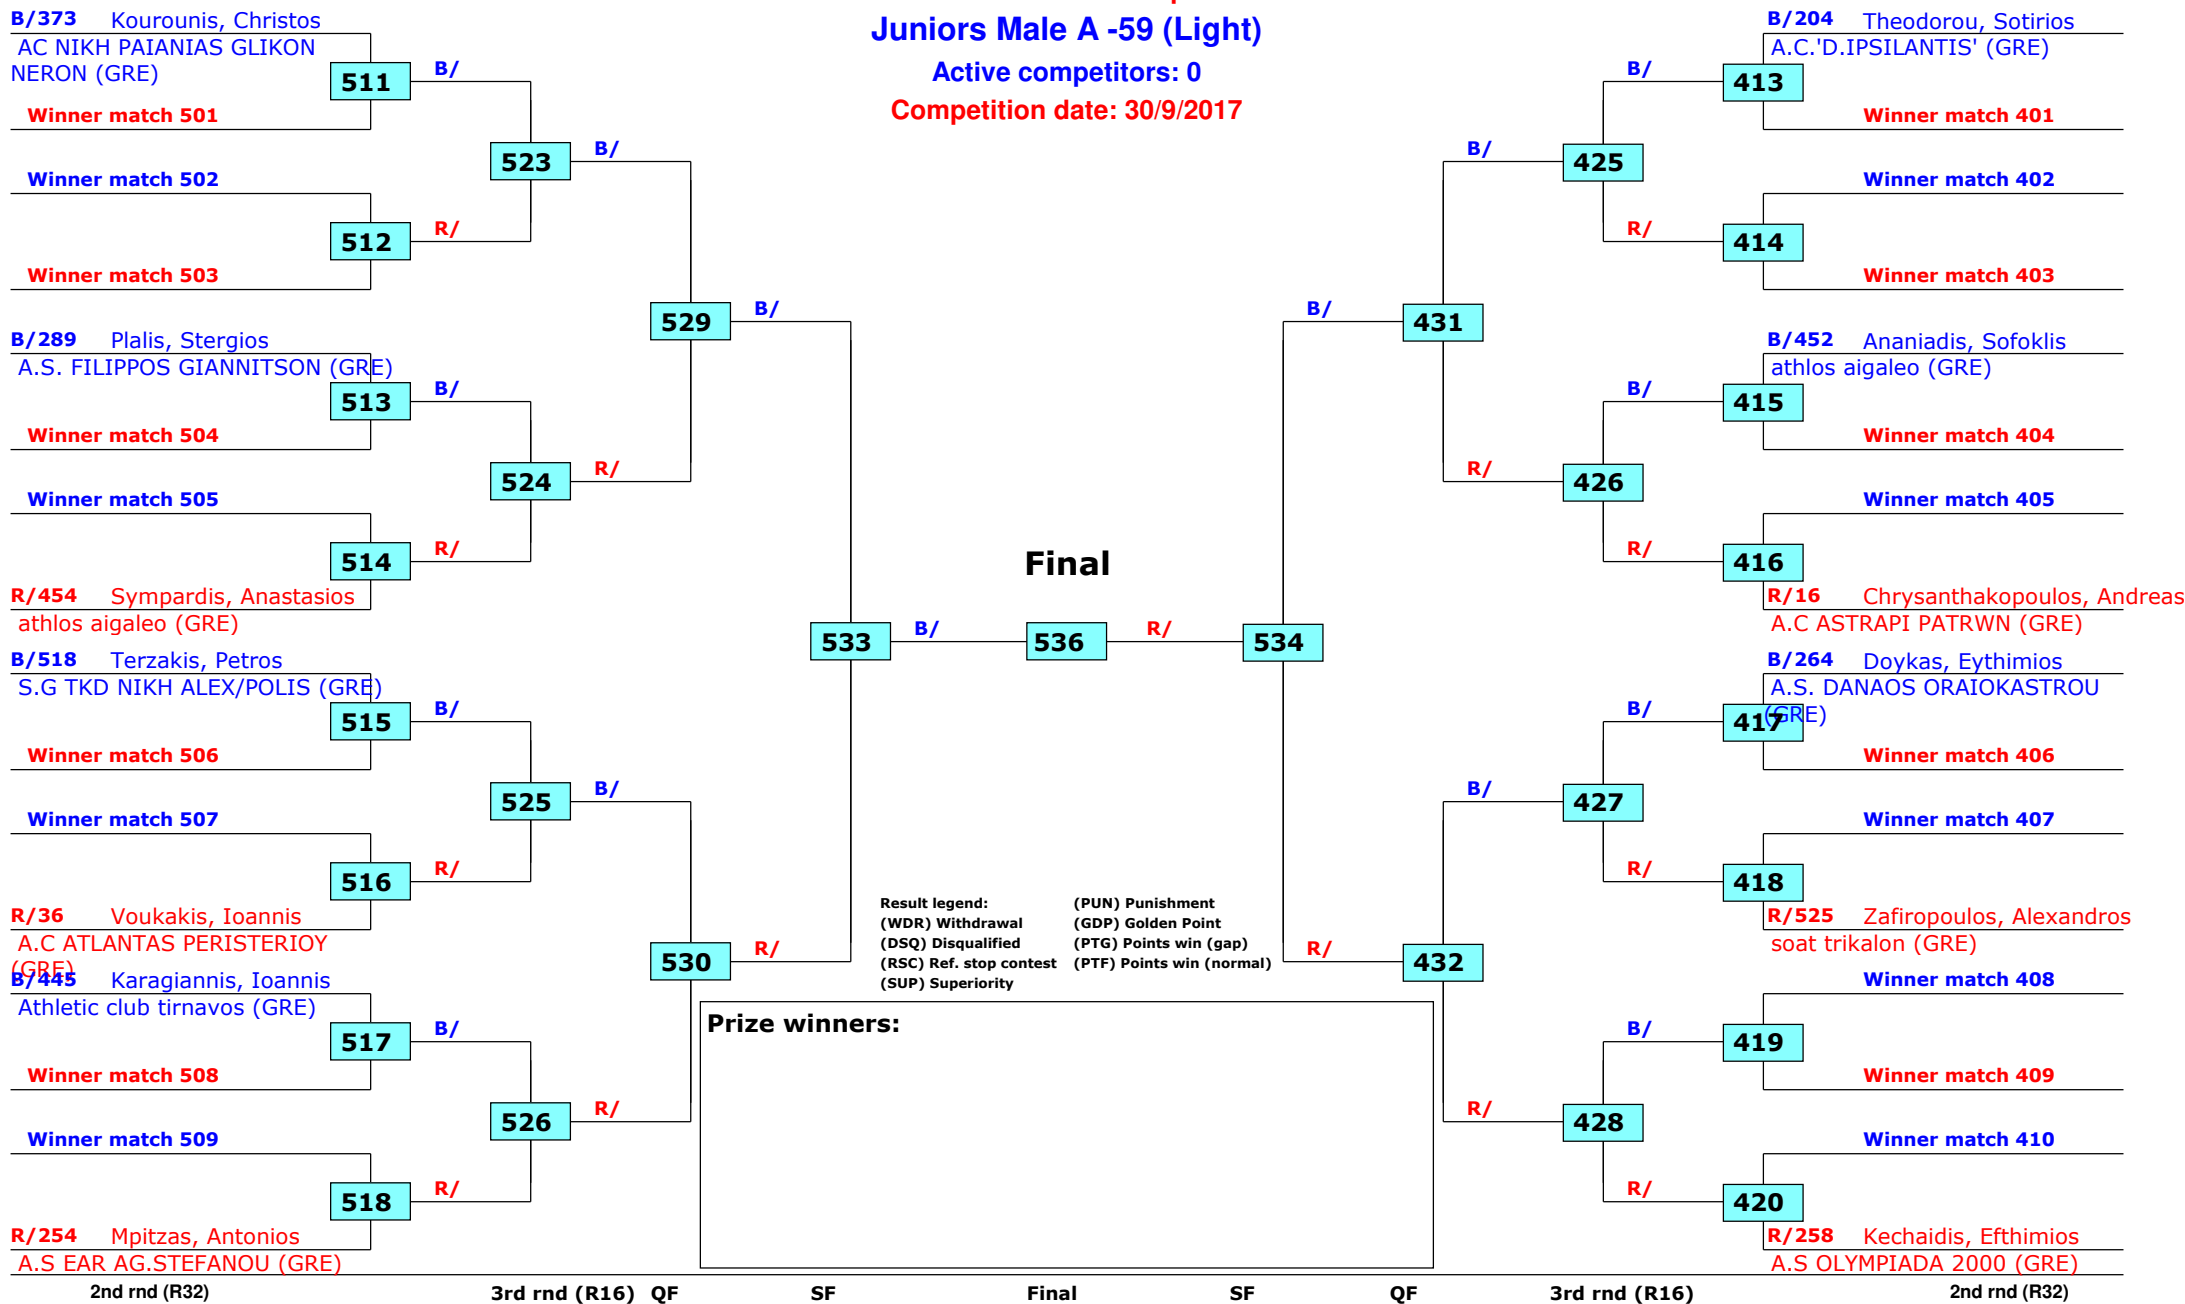 Juniors Male A -59 (Light)
Active competitors: 0
Competition date: 30/9/2017
B/373 Kourounis, Christos
AC NIKH PAIANIAS GLIKON
NERON (GRE)
511
B/
Winner match 501
523
B/
Winner match 502
512
R/
Winner match 503
529
B/
B/289 Plalis, Stergios
A.S. FILIPPOS GIANNITSON (GRE)
513
B/
Winner match 504
524
R/
Winner match 505
514
R/
R/454 Sympardis, Anastasios
athlos aigaleo (GRE)
533
B/
B/518 Terzakis, Petros
S.G TKD NIKH ALEX/POLIS (GRE)
515
B/
Winner match 506
525
B/
Winner match 507
516
R/
R/36 Voukakis, Ioannis
A.C ATLANTAS PERISTERIOY
(GRE)
530
R/
B/445 Karagiannis, Ioannis
Athletic club tirnavos (GRE)
517
B/
Winner match 508
526
R/
Winner match 509
518
R/
R/254 Mpitzas, Antonios
A.S EAR AG.STEFANOU (GRE)
Final
536
R/
534
B/204 Theodorou, Sotirios
A.C.'D.IPSILANTIS' (GRE)
B/
413
Winner match 401
B/
425
Winner match 402
R/
414
Winner match 403
B/
431
B/452 Ananiadis, Sofoklis
athlos aigaleo (GRE)
B/
415
Winner match 404
R/
426
Winner match 405
R/
416
R/16 Chrysanthakopoulos, Andreas
A.C ASTRAPI PATRWN (GRE)
B/264 Doykas, Eythimios
A.S. DANAOS ORAIOKASTROU
(GRE)
B/
417
Winner match 406
B/
427
Winner match 407
R/
418
R/525 Zafiropoulos, Alexandros
soat trikalon (GRE)
R/
432
Winner match 408
B/
419
Winner match 409
R/
428
Winner match 410
R/
420
R/258 Kechaidis, Efthimios
A.S OLYMPIADA 2000 (GRE)
Result legend: (PUN) Punishment
(WDR) Withdrawal (GDP) Golden Point
(DSQ) Disqualified (PTG) Points win (gap)
(RSC) Ref. stop contest (PTF) Points win (normal)
(SUP) Superiority
Prize winners:
2nd rnd (R32) 3rd rnd (R16) QF SF Final SF QF 3rd rnd (R16) 2nd rnd (R32)